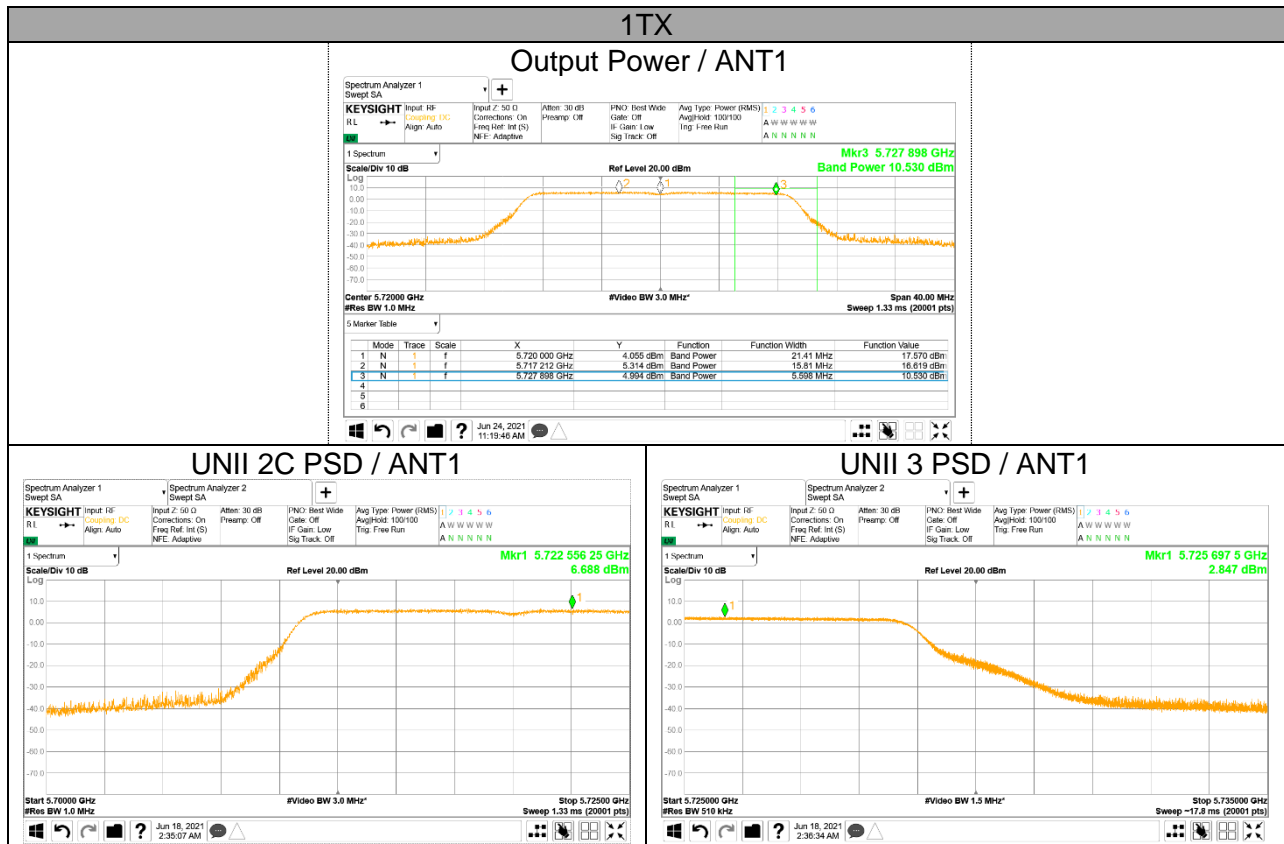 1TX
Output Power / ANT1
Spectrum Analyzer 1
Swept SA
+
KEYSIGHT Input: RF Input Z: 50 Ω Atten: 30 dB PNO: Best Wide Avg Type: Power (RMS) 1 2 3 4 5 6
RL Coupling: DC Corrections: On Preamp: Off Gate: Off Avg|Hold: 100/100 A W W W W W
Align: Auto Freq Ref: Int (S) IF Gain: Low Trig: Free Run
NFE: Adaptive Sig Track: Off A N N N N N
1 Spectrum Mkr3 5.727 898 GHz
Scale/Div 10 dB Ref Level 20.00 dBm Band Power 10.530 dBm
Log
2 1 3
10.0
0.00
-10.0
-20.0
-30.0
-40.0
-50.0
-60.0
-70.0
Center 5.72000 GHz #Video BW 3.0 MHz* Span 40.00 MHz
#Res BW 1.0 MHz Sweep 1.33 ms (20001 pts)
5 Marker Table
Mode Trace Scale X Y Function Function Width Function Value
1 N 1 f 5.720 000 GHz 4.055 dBm Band Power 21.41 MHz 17.570 dBm
2 N 1 f 5.717 212 GHz 5.314 dBm Band Power 15.81 MHz 16.619 dBm
3 N 1 f 5.727 898 GHz 4.994 dBm Band Power 5.598 MHz 10.530 dBm
4
5
6
? Jun 24, 2021
11:19:46 AM
UNII 2C PSD / ANT1
Spectrum Analyzer 1 Spectrum Analyzer 2
Swept SA Swept SA
+
KEYSIGHT Input: RF Input Z: 50 Ω Atten: 30 dB PNO: Best Wide Avg Type: Power (RMS) 1 2 3 4 5 6
RL Coupling: DC Corrections: On Preamp: Off Gate: Off Avg|Hold: 100/100 A W W W W W
Align: Auto Freq Ref: Int (S) IF Gain: Low Trig: Free Run
NFE: Adaptive Sig Track: Off A N N N N N
1 Spectrum Mkr1 5.722 556 25 GHz
Scale/Div 10 dB Ref Level 20.00 dBm 6.688 dBm
Log
1
10.0
0.00
-10.0
-20.0
-30.0
-40.0
-50.0
-60.0
-70.0
Start 5.70000 GHz #Video BW 3.0 MHz* Stop 5.72500 GHz
#Res BW 1.0 MHz Sweep 1.33 ms (20001 pts)
? Jun 18, 2021
2:35:07 AM
UNII 3 PSD / ANT1
Spectrum Analyzer 1 Spectrum Analyzer 2
Swept SA Swept SA
+
KEYSIGHT Input: RF Input Z: 50 Ω Atten: 30 dB PNO: Best Wide Avg Type: Power (RMS) 1 2 3 4 5 6
RL Coupling: DC Corrections: On Preamp: Off Gate: Off Avg|Hold: 100/100 A W W W W W
Align: Auto Freq Ref: Int (S) IF Gain: Low Trig: Free Run
NFE: Adaptive Sig Track: Off A N N N N N
1 Spectrum Mkr1 5.725 697 5 GHz
Scale/Div 10 dB Ref Level 20.00 dBm 2.847 dBm
Log
1
10.0
0.00
-10.0
-20.0
-30.0
-40.0
-50.0
-60.0
-70.0
Start 5.725000 GHz #Video BW 1.5 MHz* Stop 5.735000 GHz
#Res BW 510 kHz Sweep ~17.8 ms (20001 pts)
? Jun 18, 2021
2:36:34 AM